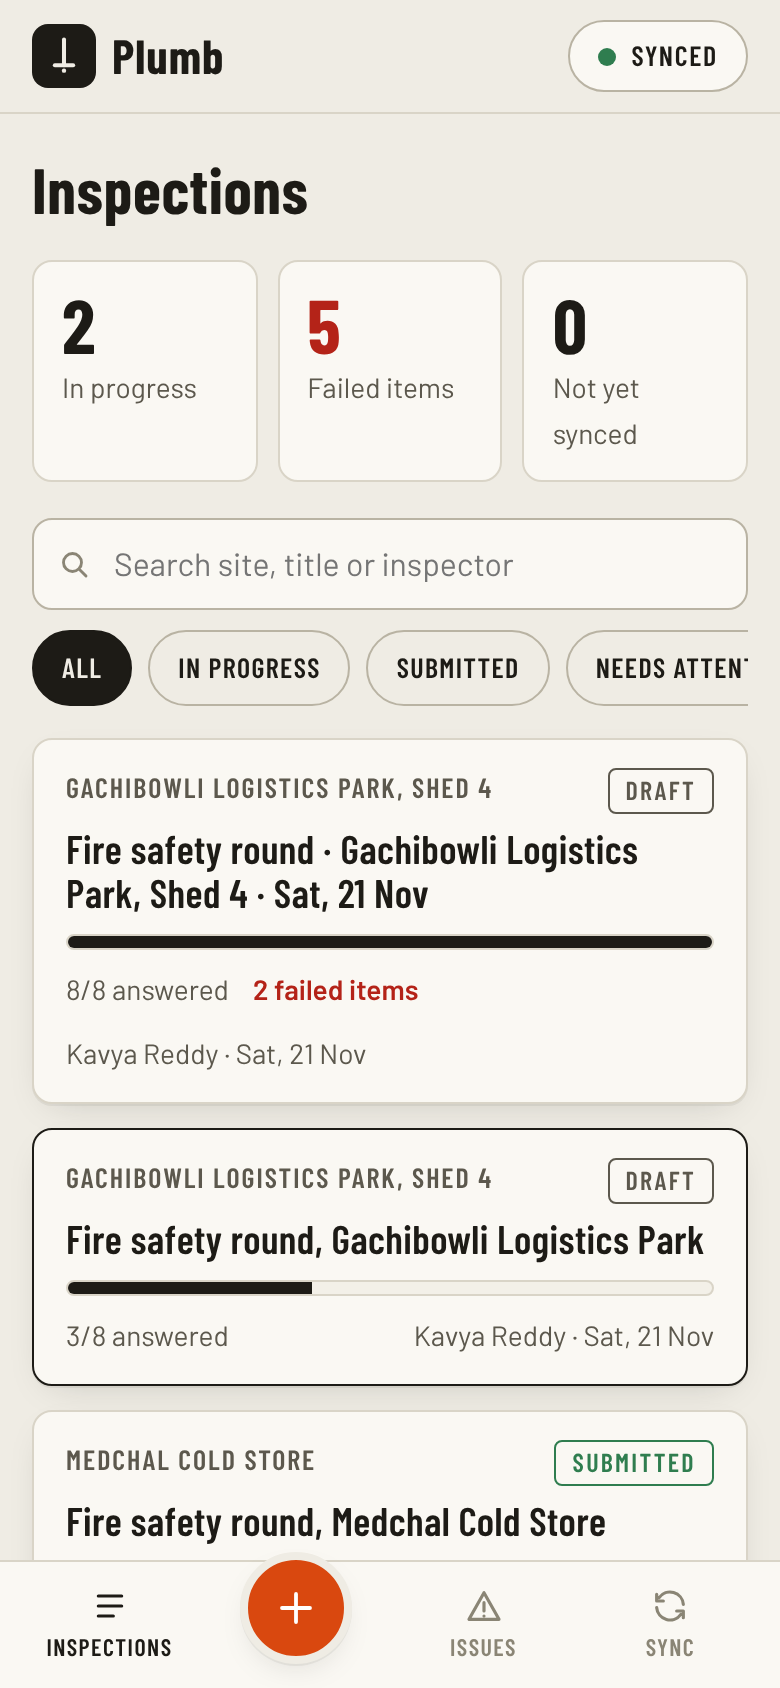 Plumb
SYNCED
Inspections
2
In progress
5
Failed items
0
Not yet
synced
Search site, title or inspector
ALL
IN PROGRESS
SUBMITTED
NEEDS ATTENT
GACHIBOWLI LOGISTICS PARK, SHED 4
DRAFT
Fire safety round · Gachibowli Logistics
Park, Shed 4 · Sat, 21 Nov
8/8 answered
2 failed items
Kavya Reddy · Sat, 21 Nov
GACHIBOWLI LOGISTICS PARK, SHED 4
DRAFT
Fire safety round, Gachibowli Logistics Park
3/8 answered
Kavya Reddy · Sat, 21 Nov
MEDCHAL COLD STORE
SUBMITTED
Fire safety round, Medchal Cold Store
INSPECTIONS
ISSUES
SYNC